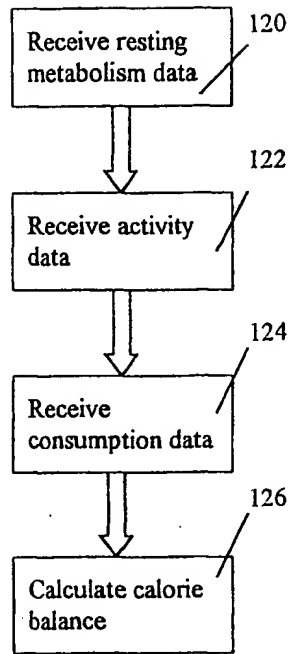 120
Receive resting
metabolism data
122
Receive activity
data
124
Receive
consumption data
126
Calculate calorie
balance